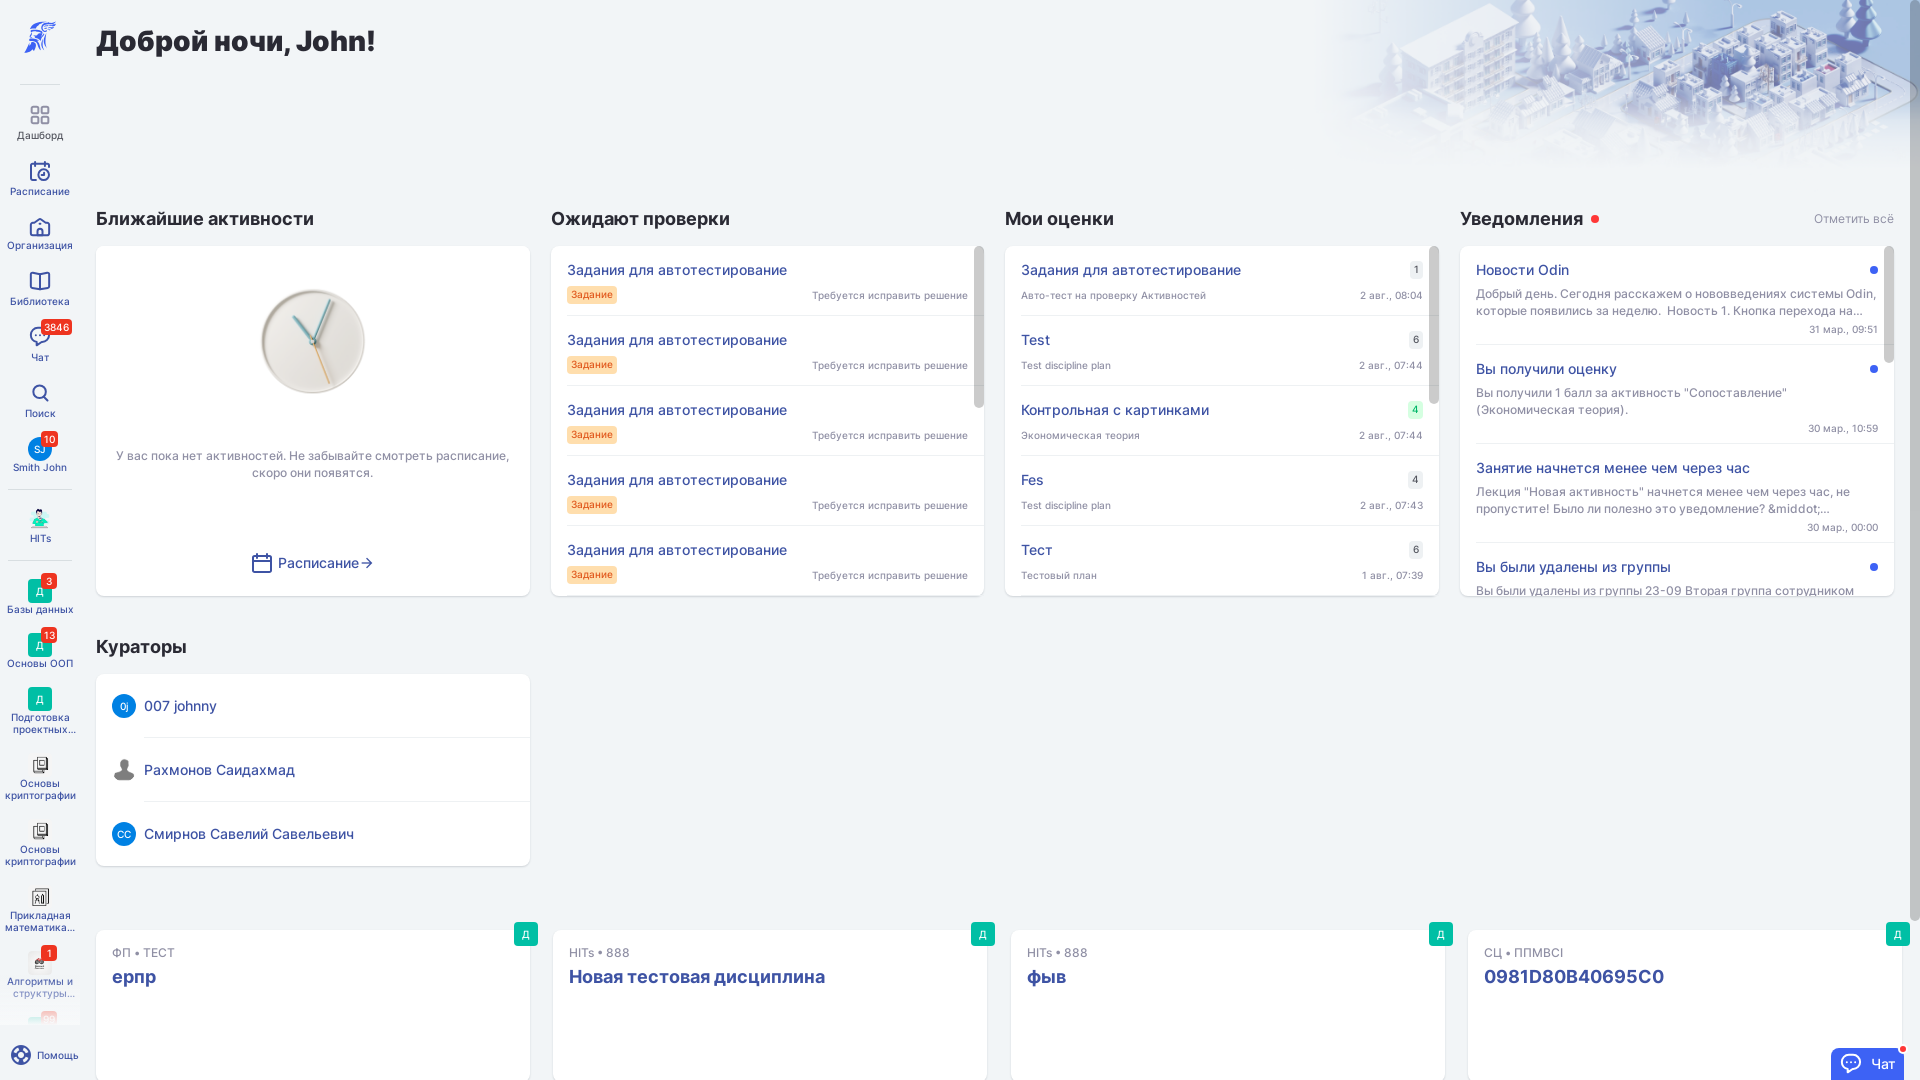 Доброй ночи, John!
Дашборд
Расписание
Организация
Библиотека
3846
Чат
Поиск
10
SJ
Smith John
HITs
3
Д
Базы данных
13
Д
Основы ООП
Д
Подготовка
проектных...
Основы
криптографии
Основы
криптографии
Прикладная
математика...
1
Алгоритмы и
структуры...
Помощь
Ближайшие активности
У вас пока нет активностей. Не забывайте смотреть расписание,
скоро они появятся.
Расписание
Ожидают проверки
Задания для автотестирование
Задание
Требуется исправить решение
Задания для автотестирование
Задание
Требуется исправить решение
Задания для автотестирование
Задание
Требуется исправить решение
Задания для автотестирование
Задание
Требуется исправить решение
Задания для автотестирование
Задание
Требуется исправить решение
Мои оценки
Задания для автотестирование 1
Авто-тест на проверку Активностей 2 авг., 08:04
Test 6
Test discipline plan 2 авг., 07:44
Контрольная с картинками 4
Экономическая теория 2 авг., 07:44
Fes 4
Test discipline plan 2 авг., 07:43
Тест 6
Тестовый план 1 авг., 07:39
Уведомления
Отметить всё
Новости Odin
Добрый день. Сегодня расскажем о нововведениях системы Odin,
которые появились за неделю.  Новость 1. Кнопка перехода на...
31 мар., 09:51
Вы получили оценку
Вы получили 1 балл за активность "Сопоставление"
(Экономическая теория).
30 мар., 10:59
Занятие начнется менее чем через час
Лекция "Новая активность" начнется менее чем через час, не
пропустите! Было ли полезно это уведомление? &middot;...
30 мар., 00:00
Вы были удалены из группы
Вы были удалены из группы 23-09 Вторая группа сотрудником
Кураторы
0j
007 johnny
Рахмонов Саидахмад
СС
Смирнов Савелий Савельевич
Д
ФП • ТЕСТ
ерпр
Д
HITs • 888
Новая тестовая дисциплина
Д
HITs • 888
фыв
Д
СЦ • ППМВСІ
0981D80B40695C0
Чат